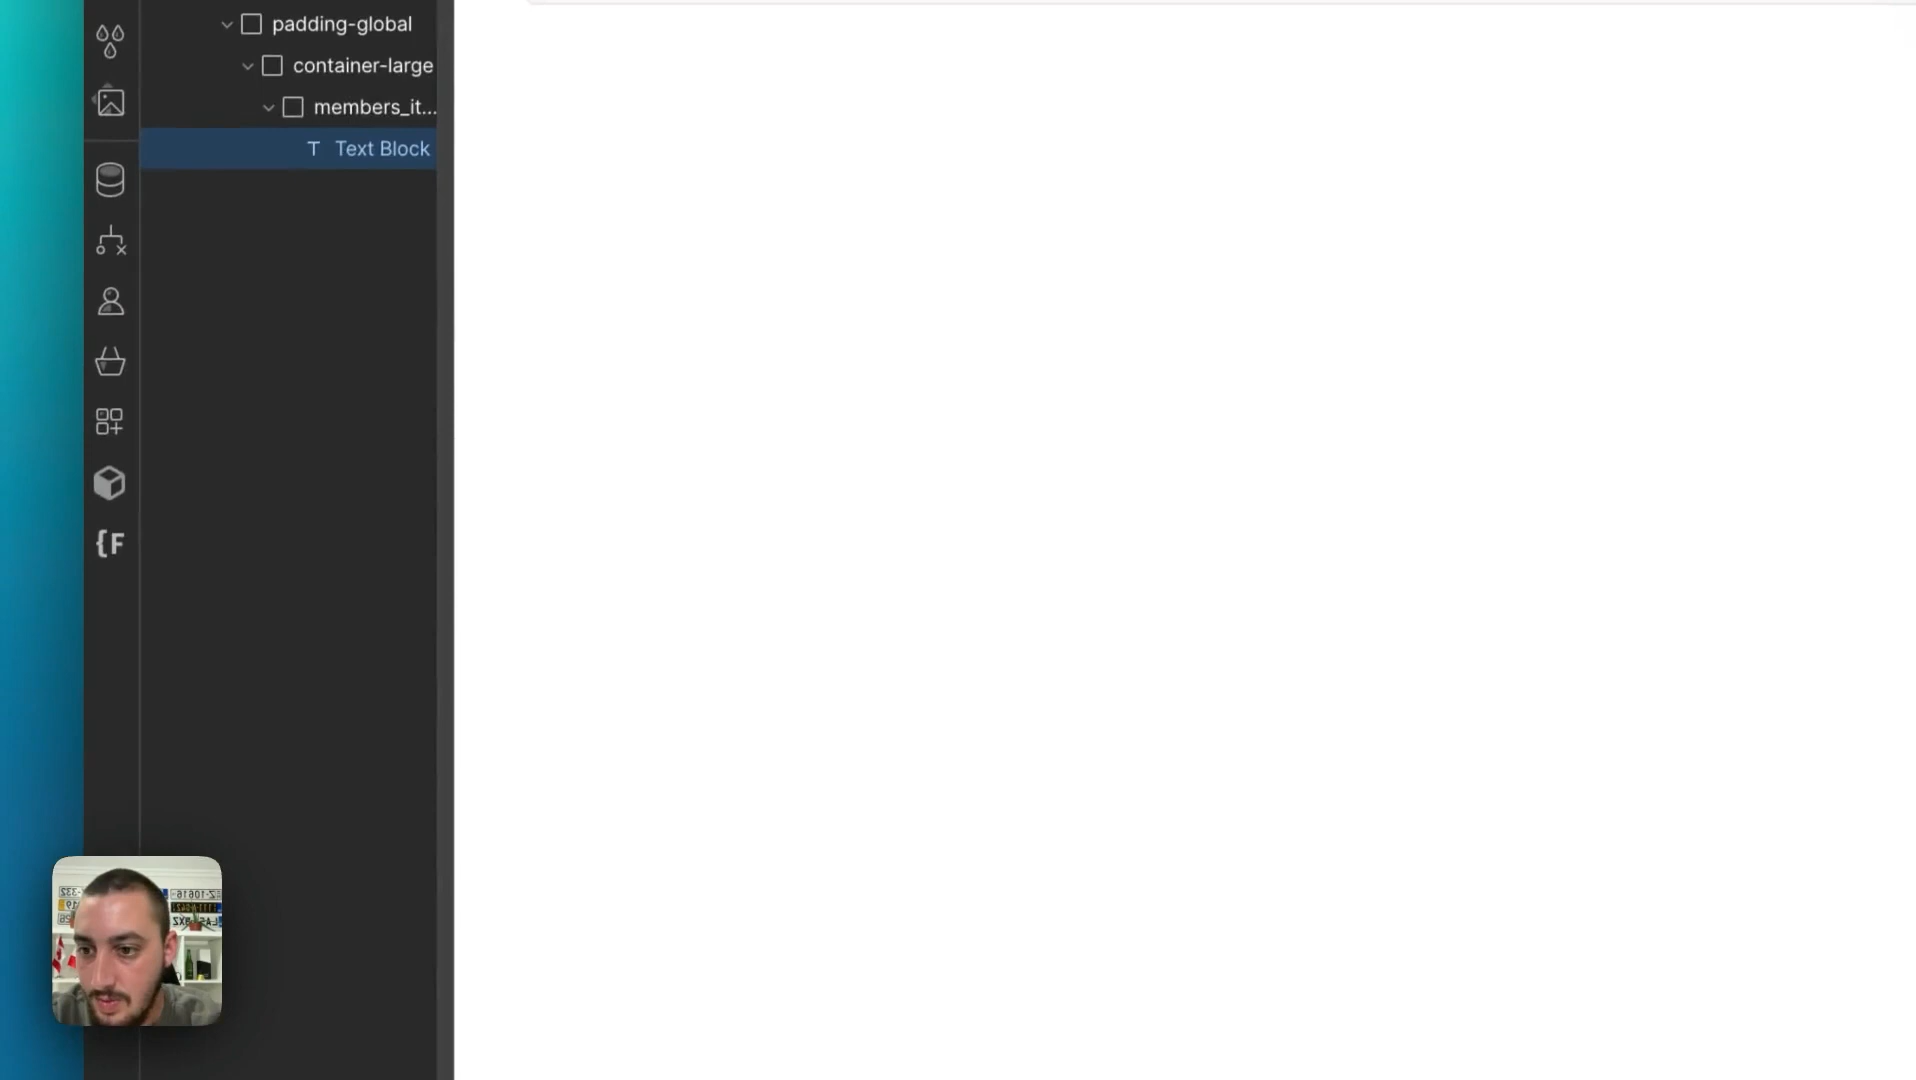 padding-global
container-large
members_it...
T Text Block
{F